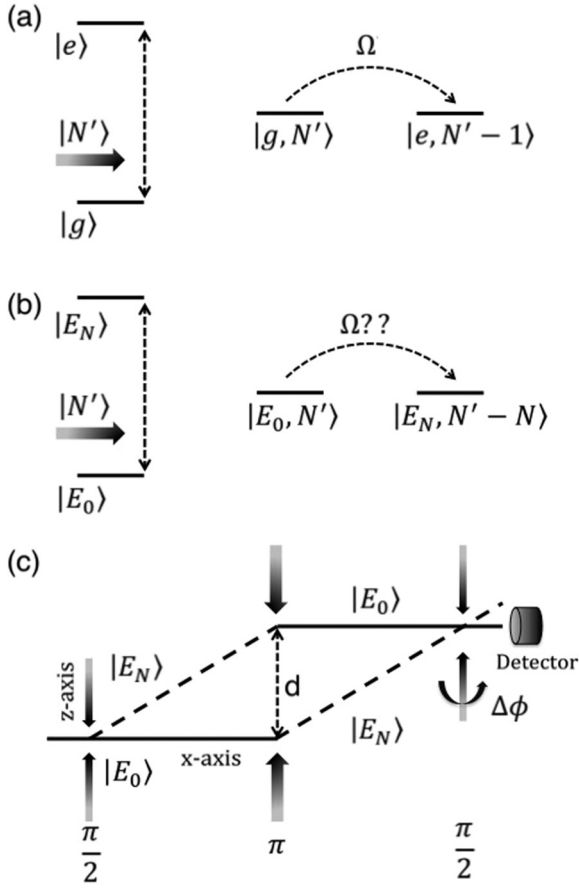 (a)
|e⟩
Ω
|N′⟩
|g, N′⟩ |e, N′ − 1⟩
|g⟩
(b)
|E_N⟩
Ω? ?
|N′⟩
|E_0, N′⟩ |E_N, N′ − N⟩
|E_0⟩
(c)
|E_0⟩
z-axis
|E_N⟩
d
Detector
Δϕ
|E_0⟩
x-axis
|E_N⟩
π/2
π
π/2